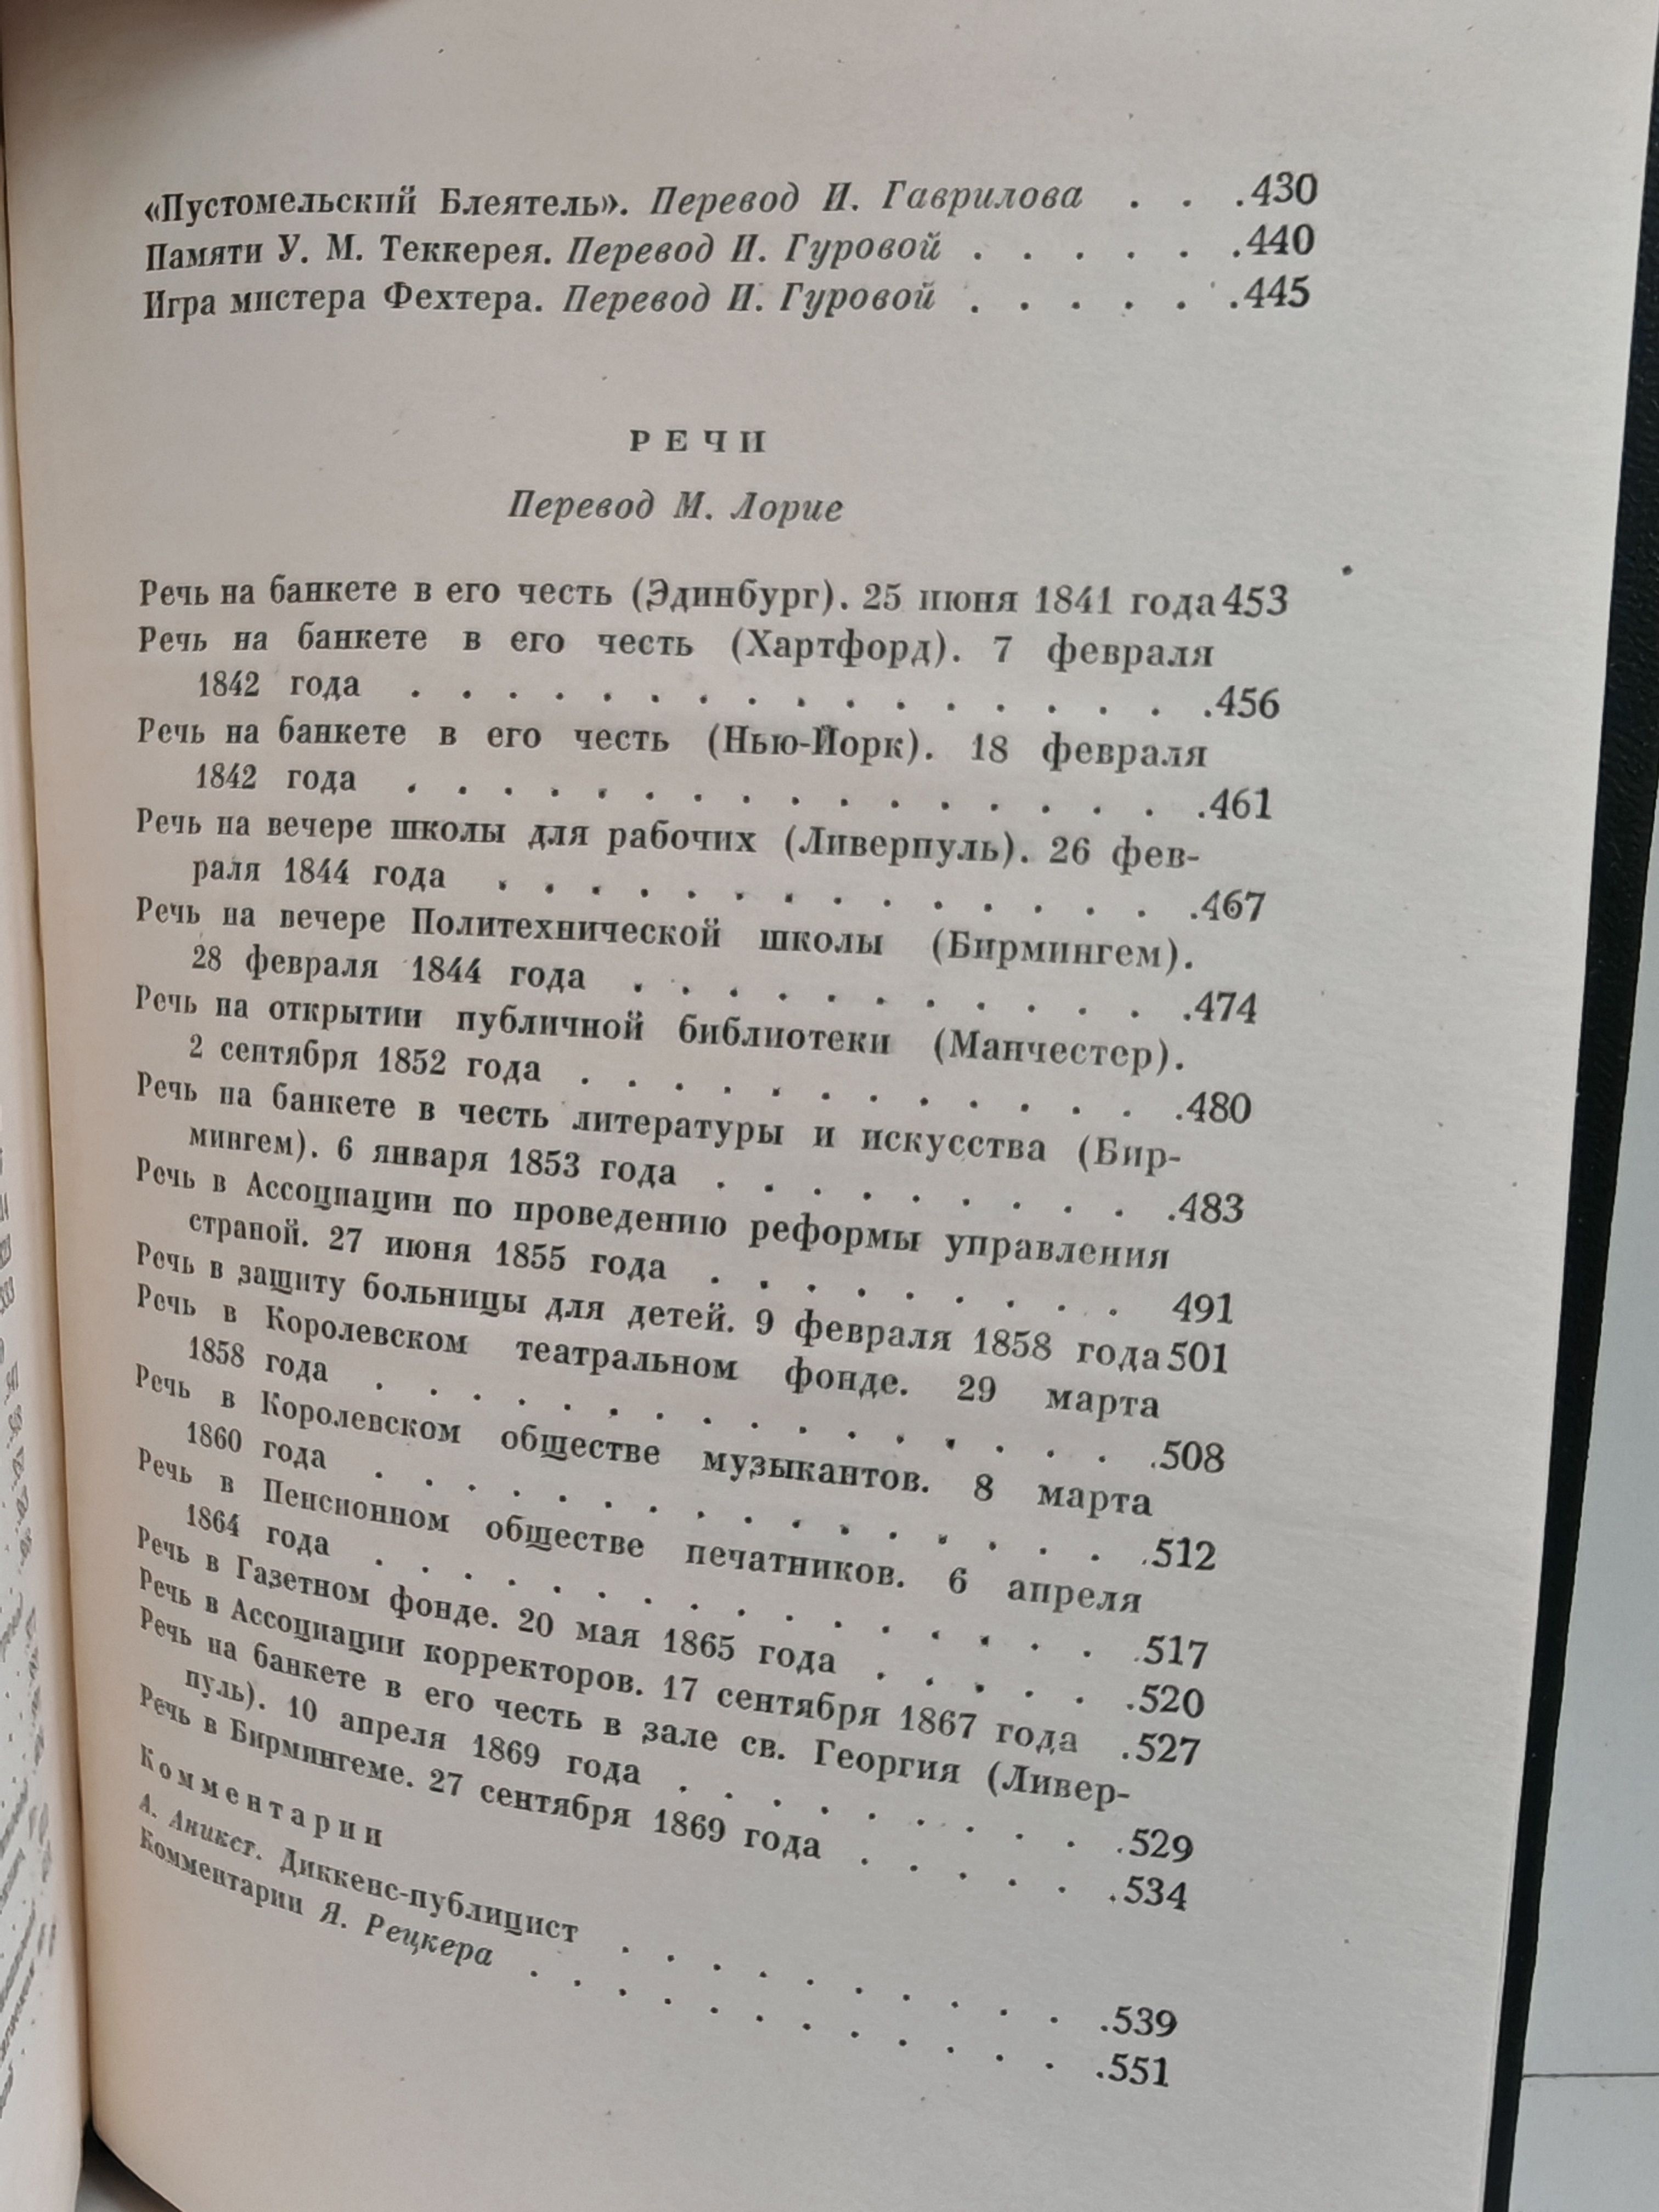 «Пустомельский Блеятель». Перевод И. Гаврилова . . .430
Памяти У. М. Теккерея. Перевод И. Гуровой . . . . . .440
Игра мистера Фехтера. Перевод И. Гуровой . . . . . .445
РЕЧИ
Перевод М. Лорие
Речь на банкете в его честь (Эдинбург). 25 июня 1841 года 453
Речь на банкете в его честь (Хартфорд). 7 февраля
1842 года . . . . . . . . . . . . . . . . .456
Речь на банкете в его честь (Нью-Йорк). 18 февраля
1842 года . . . . . . . . . . . . . . . . .461
Речь на вечере школы для рабочих (Ливерпуль). 26 фев-
раля 1844 года . . . . . . . . . . . . . . .467
Речь на вечере Политехнической школы (Бирмингем).
28 февраля 1844 года . . . . . . . . . . . .474
Речь на открытии публичной библиотеки (Манчестер).
2 сентября 1852 года . . . . . . . . . . . . .480
Речь на банкете в честь литературы и искусства (Бир-
мингем). 6 января 1853 года . . . . . . . . . .483
Речь в Ассоциации по проведению реформы управления
страной. 27 июня 1855 года . . . . . . . . . 491
Речь в защиту больницы для детей. 9 февраля 1858 года 501
Речь в Королевском театральном фонде. 29 марта
1858 года . . . . . . . . . . . . . . . . .508
Речь в Королевском обществе музыкантов. 8 марта
1860 года . . . . . . . . . . . . . . . . .512
Речь в Пенсионном обществе печатников. 6 апреля
1864 года . . . . . . . . . . . . . . . . .517
Речь в Газетном фонде. 20 мая 1865 года . . . . . .520
Речь в Ассоциации корректоров. 17 сентября 1867 года .527
Речь на банкете в его честь в зале св. Георгия (Ливер-
пуль). 10 апреля 1869 года . . . . . . . . . .529
Речь в Бирмингеме. 27 сентября 1869 года . . . . . .534
Комментарии
А. Аникст. Диккенс-публицист . . . . . . . . . . .539
Комментарии Я. Рецкера . . . . . . . . . . . . .551